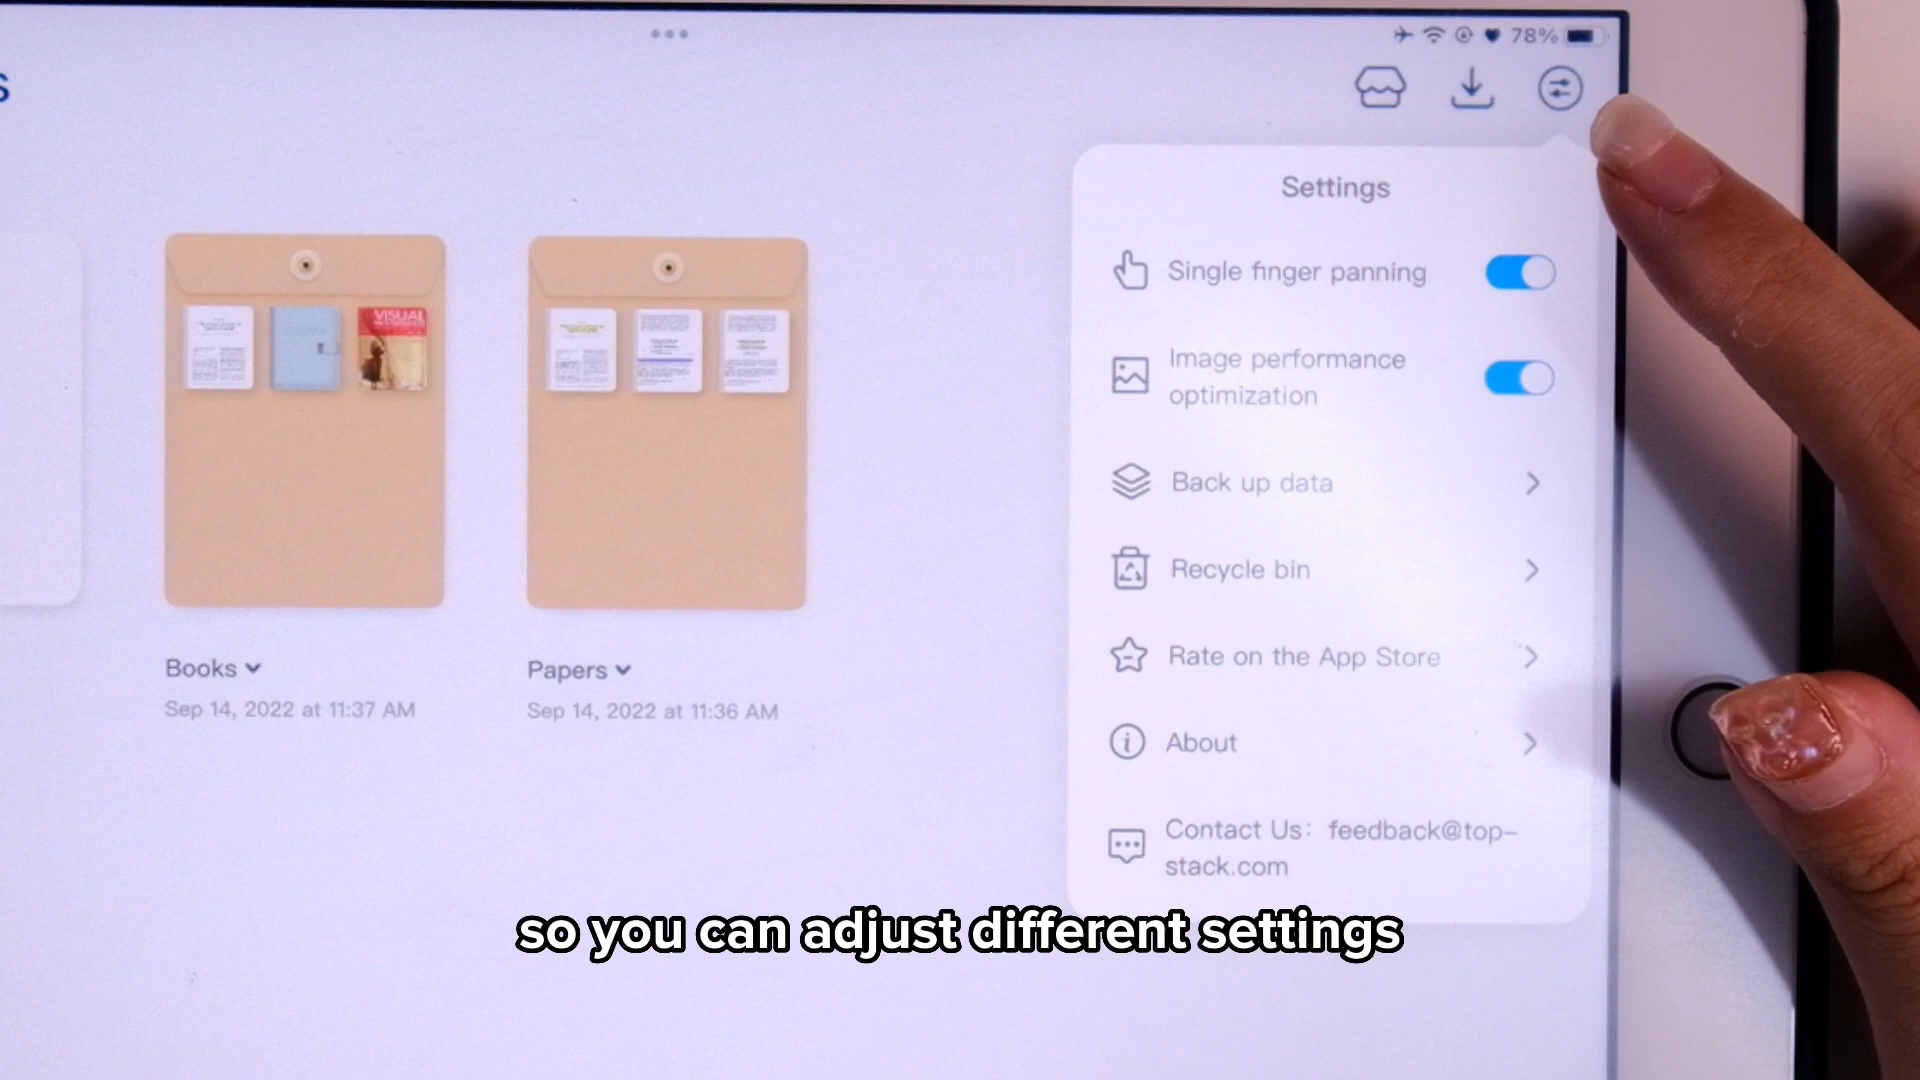 78%
s
Settings
Single finger panning
Image performance
optimization
Back up data
Recycle bin
Rate on the App Store
About
Contact Us: feedback@top-
stack.com
VISUAL
Books
Sep 14, 2022 at 11:37 AM
Papers
Sep 14, 2022 at 11:36 AM
so you can adjust different settings